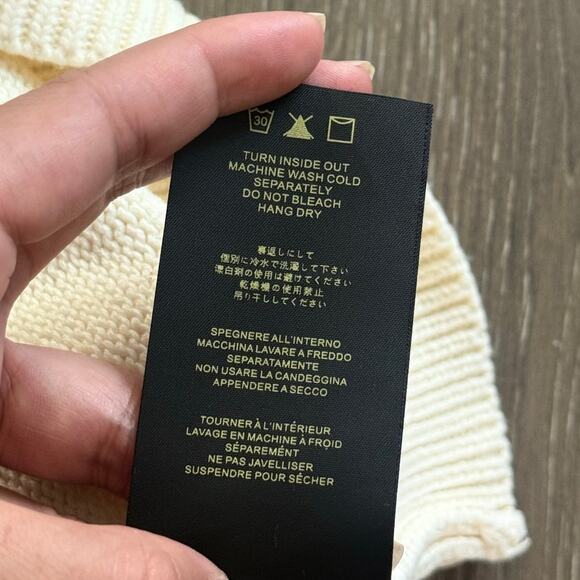 30
TURN INSIDE OUT
MACHINE WASH COLD
SEPARATELY
DO NOT BLEACH
HANG DRY
裏返しにして
個別に冷水で洗濯して下さい
漂白剤の使用は避けてください
乾燥機の使用禁止
吊り干ししてください
SPEGNERE ALL'INTERNO
MACCHINA LAVARE A FREDDO
SEPARATAMENTE
NON USARE LA CANDEGGINA
APPENDERE A SECCO
TOURNER À L'INTÉRIEUR
LAVAGE EN MACHINE À FROID
SÉPARÉMENT
NE PAS JAVELLISER
SUSPENDRE POUR SÉCHER